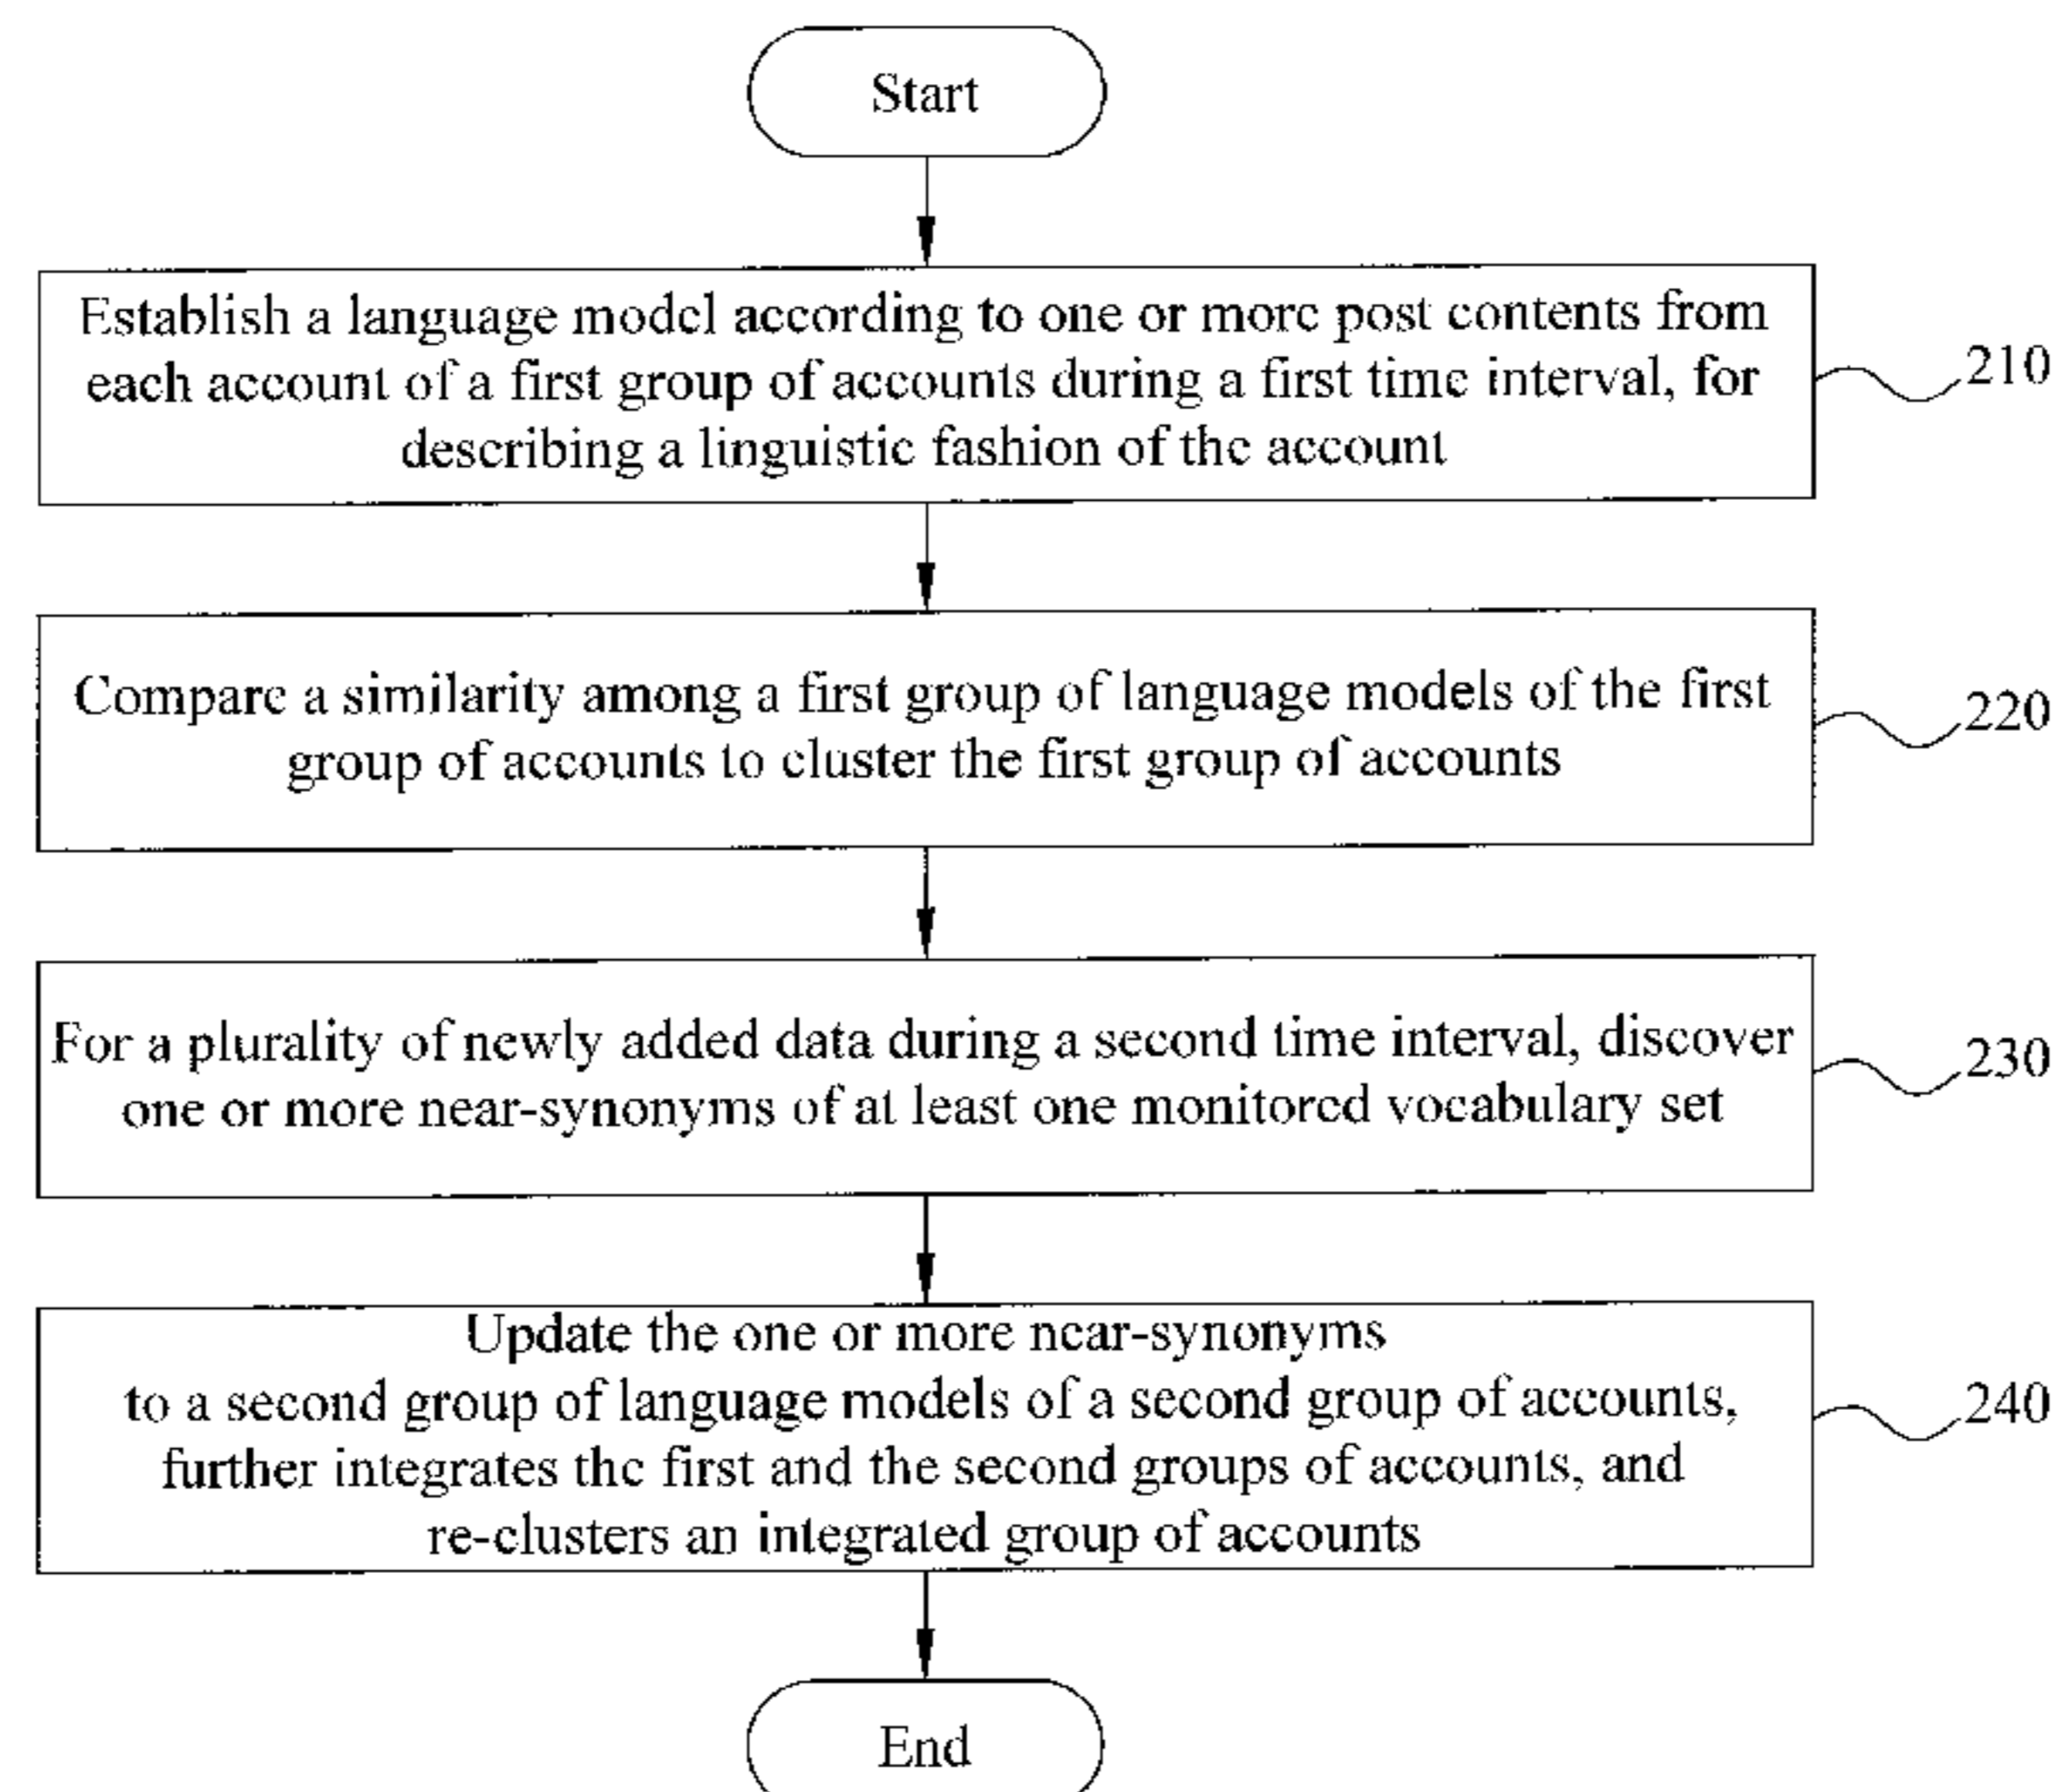 Start
Establish a language model according to one or more post contents from
each account of a first group of accounts during a first time interval, for
describing a linguistic fashion of the account
210
Compare a similarity among a first group of language models of the first
group of accounts to cluster the first group of accounts
220
For a plurality of newly added data during a second time interval, discover
one or more near-synonyms of at least one monitored vocabulary set
230
Update the one or more near-synonyms
to a second group of language models of a second group of accounts,
further integrates the first and the second groups of accounts, and
re-clusters an integrated group of accounts
240
End